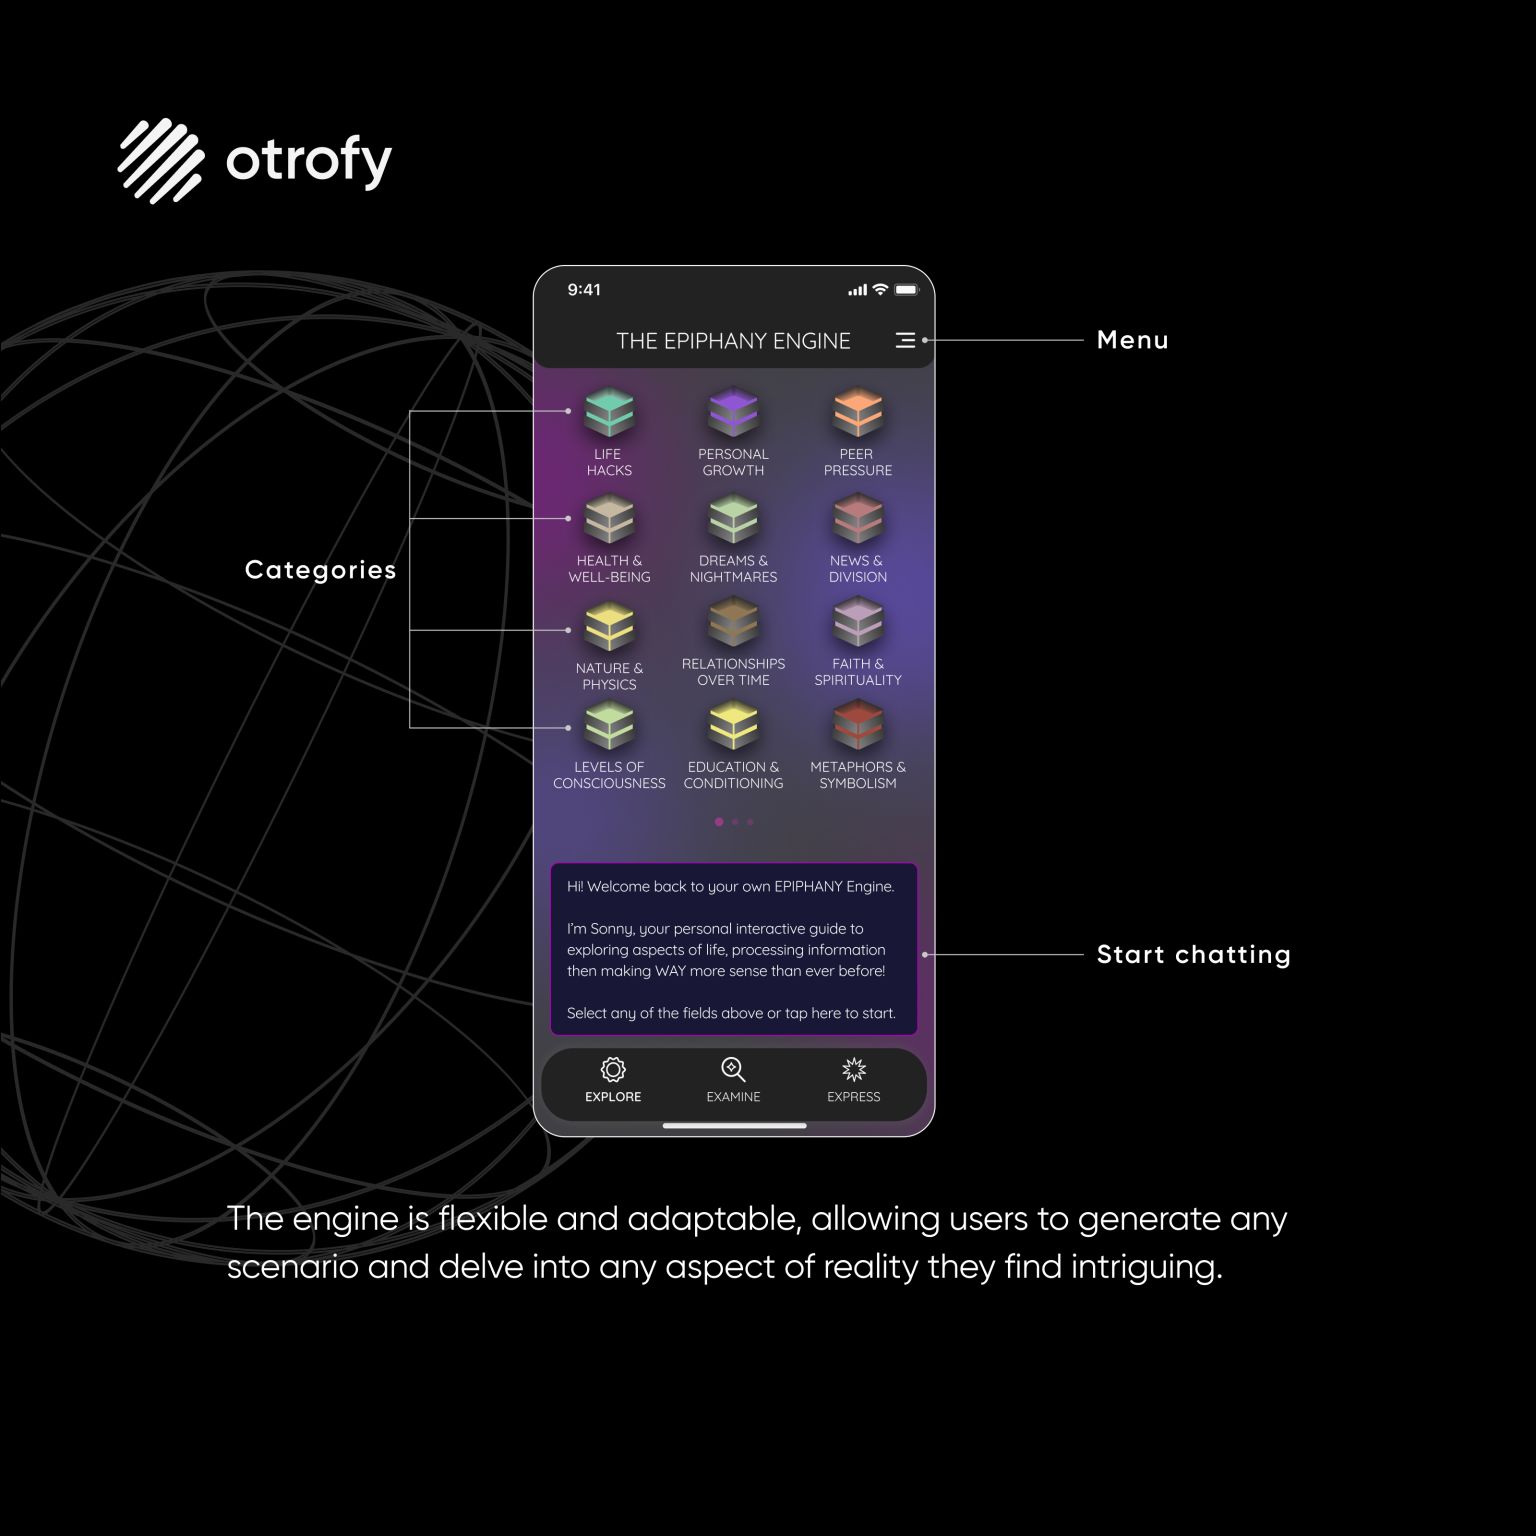 otrofy
9:41
THE EPIPHANY ENGINE
Menu
LIFE
HACKS
PERSONAL
GROWTH
PEER
PRESSURE
Categories
HEALTH &
WELL-BEING
DREAMS &
NIGHTMARES
NEWS &
DIVISION
NATURE &
PHYSICS
RELATIONSHIPS
OVER TIME
FAITH &
SPIRITUALITY
LEVELS OF
CONSCIOUSNESS
EDUCATION &
CONDITIONING
METAPHORS &
SYMBOLISM
Hi! Welcome back to your own EPIPHANY Engine.
I'm Sonny, your personal interactive guide to
exploring aspects of life, processing information
then making WAY more sense than ever before!
Select any of the fields above or tap here to start.
Start chatting
EXPLORE
EXAMINE
EXPRESS
The engine is flexible and adaptable, allowing users to generate any
scenario and delve into any aspect of reality they find intriguing.